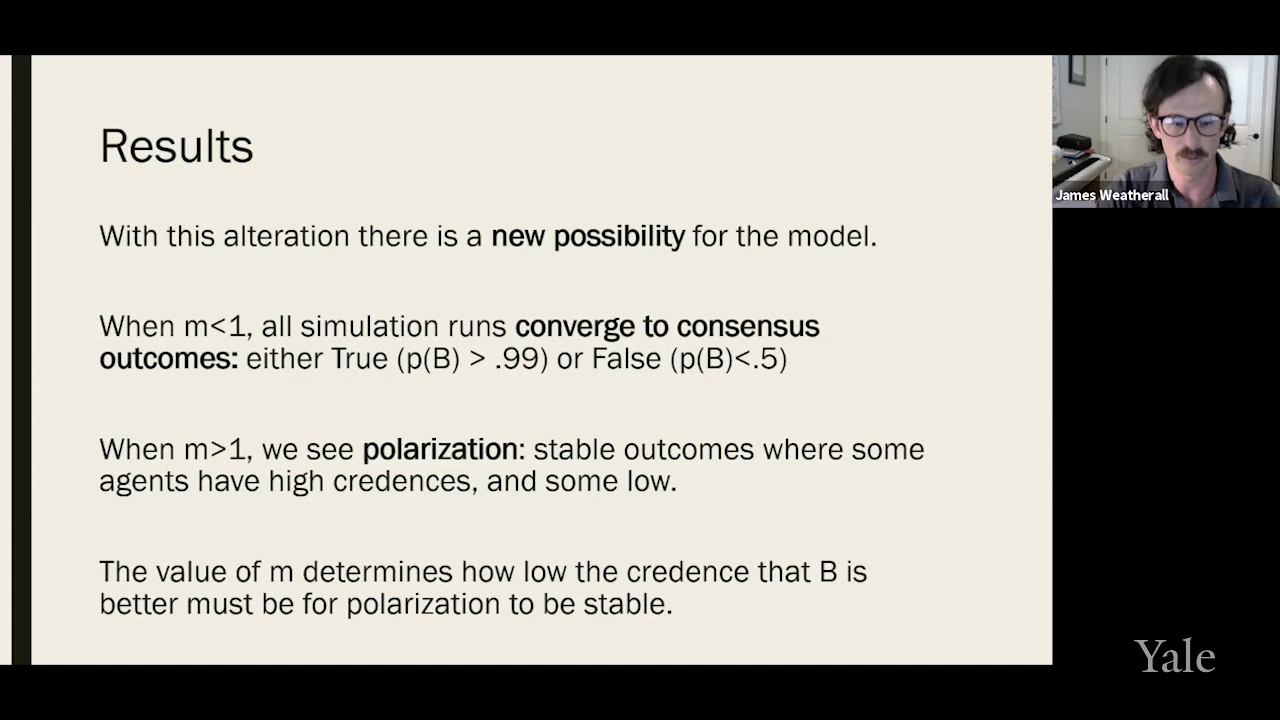 Results
With this alteration there is a new possibility for the model.
When m<1, all simulation runs converge to consensus
outcomes: either True (p(B) > .99) or False (p(B)<.5)
When m>1, we see polarization: stable outcomes where some
agents have high credences, and some low.
The value of m determines how low the credence that B is
better must be for polarization to be stable.
James Weatherall
Yale